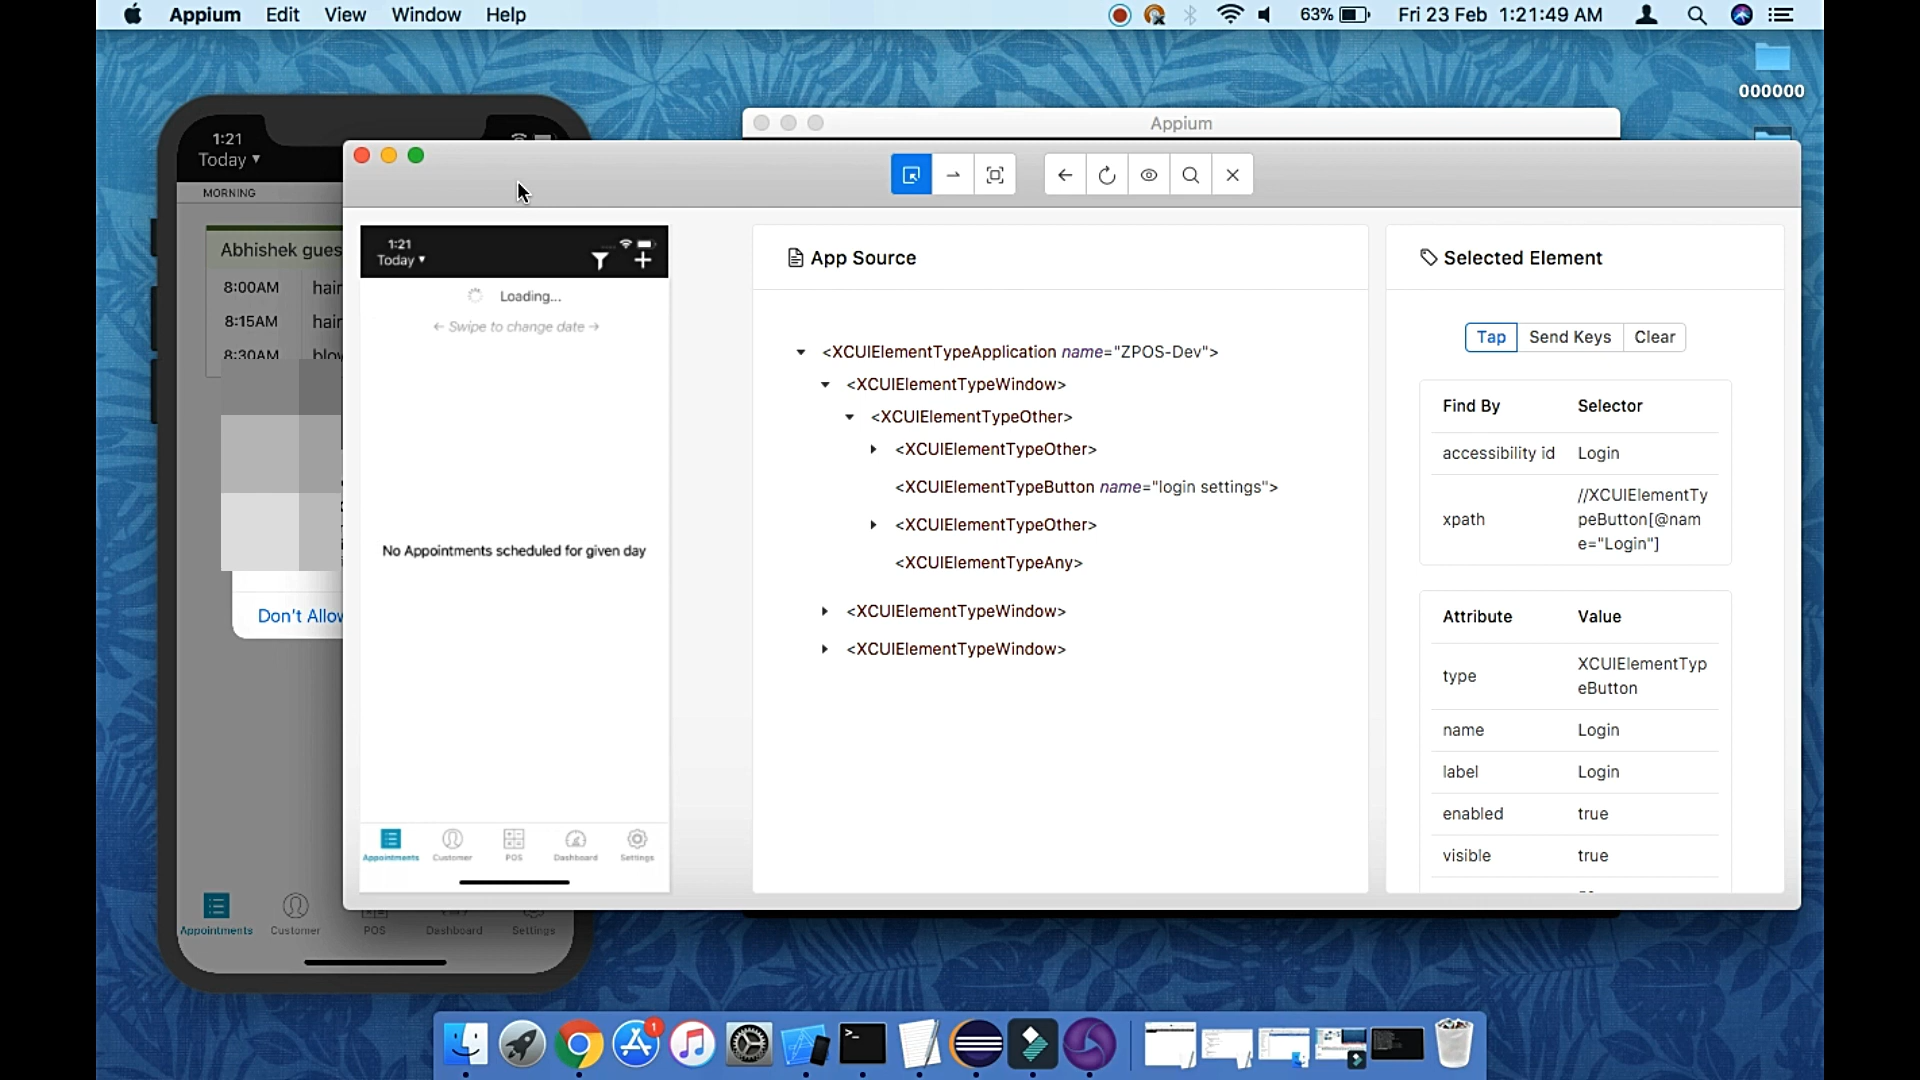 Appium Edit View Window Help
63% Fri 23 Feb 1:21:49 AM
000000
Appium
1:21
Today ▾
MORNING
Abhishek gues
8:00AM hair
8:15AM hair
8:30AM blow
Don't Allow
Appointments Customer POS Dashboard Settings
1:21
Today ▾
Loading...
← Swipe to change date →
No Appointments scheduled for given day
Appointments Customer POS Dashboard Settings
App Source
<XCUIElementTypeApplication name="ZPOS-Dev">
<XCUIElementTypeWindow>
<XCUIElementTypeOther>
<XCUIElementTypeOther>
<XCUIElementTypeButton name="login settings">
<XCUIElementTypeOther>
<XCUIElementTypeAny>
<XCUIElementTypeWindow>
<XCUIElementTypeWindow>
Selected Element
Tap Send Keys Clear
Find By Selector
accessibility id Login
xpath //XCUIElementTy
peButton[@nam
e="Login"]
Attribute Value
type XCUIElementTyp
eButton
name Login
label Login
enabled true
visible true
1